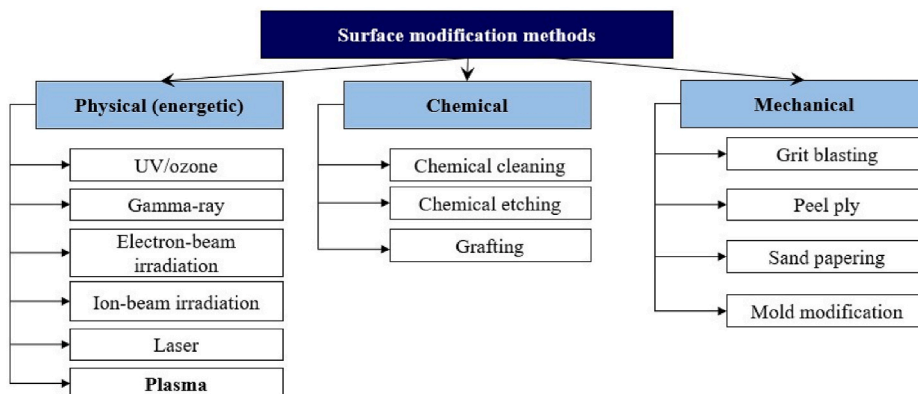 Surface modification methods
Physical (energetic)
UV/ozone
Gamma-ray
Electron-beam
irradiation
Ion-beam irradiation
Laser
Plasma
Chemical
Chemical cleaning
Chemical etching
Grafting
Mechanical
Grit blasting
Peel ply
Sand papering
Mold modification